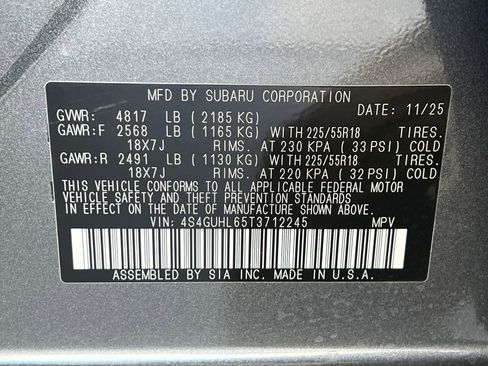 MFD BY SUBARU CORPORATION
GVWR: 4817 LB ( 2185 KG) DATE: 11/25
GAWR:F 2568 LB ( 1165 KG) WITH 225/55R18
18X7J RIMS. AT 230 KPA ( 33 PSI) COLD
GAWR:R 2491 LB ( 1130 KG) WITH 225/55R18
18X7J RIMS. AT 220 KPA ( 32 PSI) COLD
THIS VEHICLE CONFORMS TO ALL APPLICABLE FEDERAL MOTOR
VEHICLE SAFETY AND THEFT PREVENTION STANDARDS
IN EFFECT ON THE DATE OF MANUFACTURE SHOWN ABOVE.
VIN: 4S4GUHL65T3712245 MPV
ASSEMBLED BY SIA INC. MADE IN U.S.A.